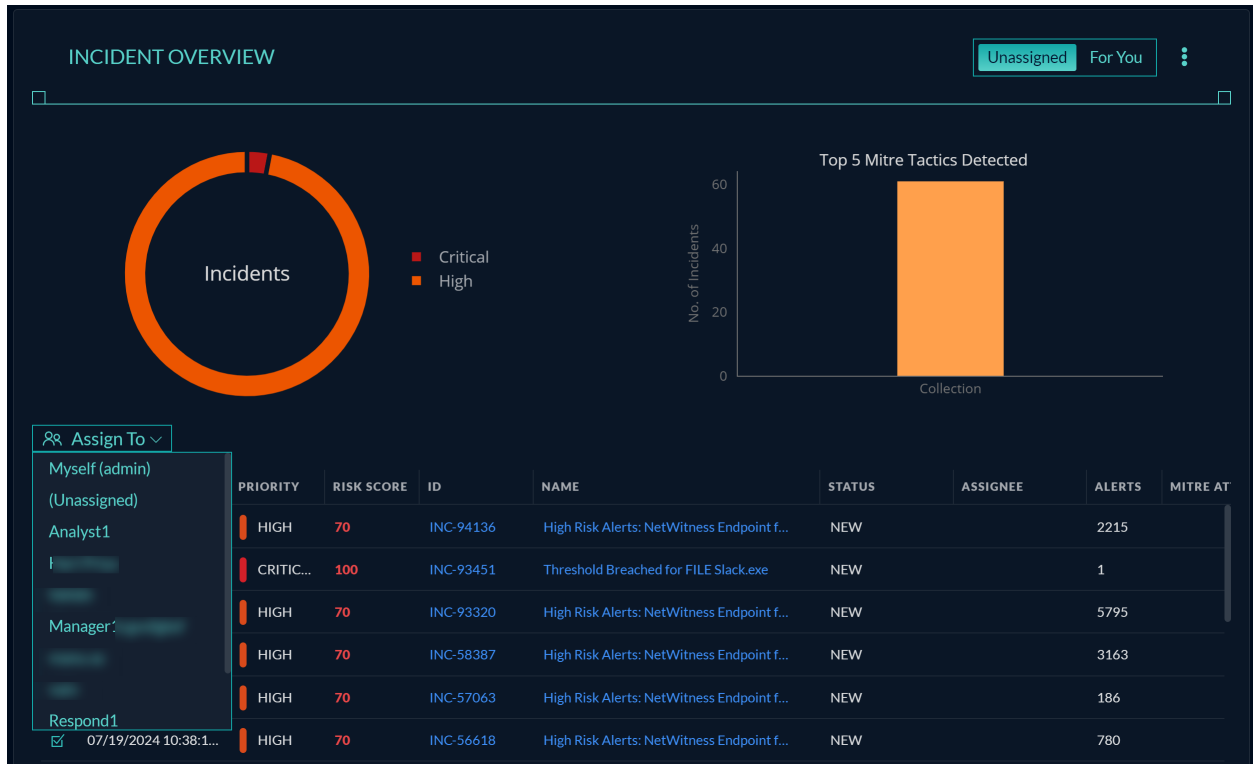 INCIDENT OVERVIEW
Unassigned For You
Incidents
Critical
High
Top 5 Mitre Tactics Detected
No. of Incidents
60
40
20
0
Collection
Assign To
Myself (admin)
(Unassigned)
Analyst1
Manager1
Respond1
PRIORITY RISK SCORE ID NAME STATUS ASSIGNEE ALERTS MITRE AT
HIGH 70 INC-94136 High Risk Alerts: NetWitness Endpoint f... NEW 2215
CRITIC... 100 INC-93451 Threshold Breached for FILE Slack.exe NEW 1
HIGH 70 INC-93320 High Risk Alerts: NetWitness Endpoint f... NEW 5795
HIGH 70 INC-58387 High Risk Alerts: NetWitness Endpoint f... NEW 3163
HIGH 70 INC-57063 High Risk Alerts: NetWitness Endpoint f... NEW 186
07/19/2024 10:38:1... HIGH 70 INC-56618 High Risk Alerts: NetWitness Endpoint f... NEW 780